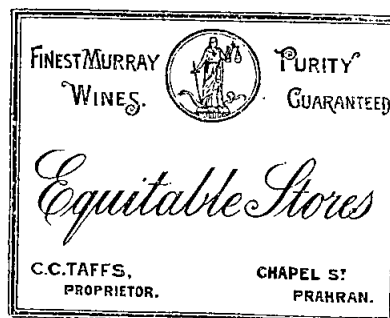 FINEST MURRAY
WINES.
PURITY
GUARANTEED
Equitable Stores
C.C.TAFFS,
PROPRIETOR.
CHAPEL ST
PRAHRAN.